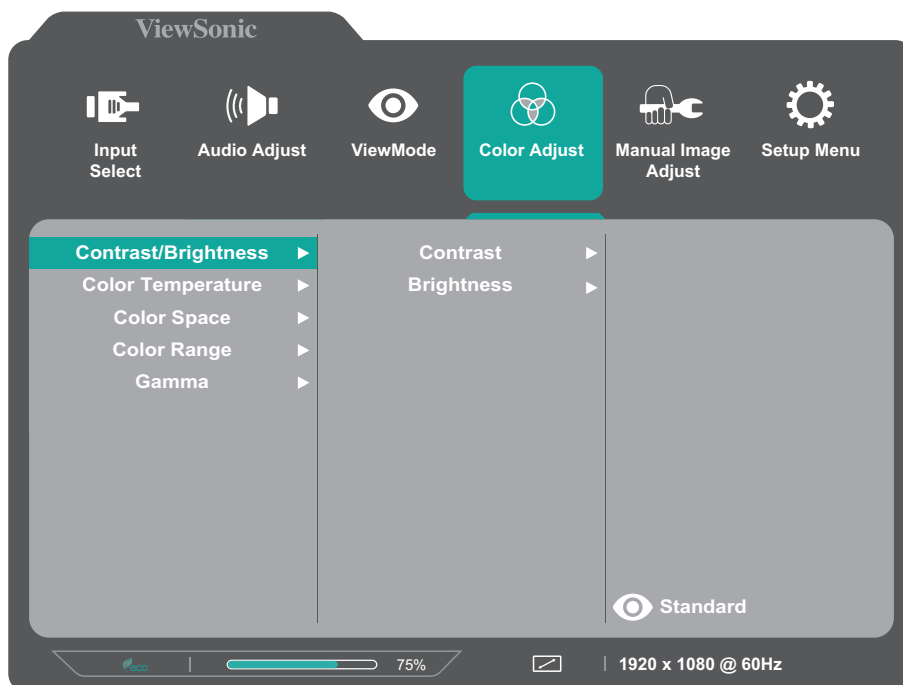 ViewSonic
Input
Select
Audio Adjust
ViewMode
Color Adjust
Manual Image
Adjust
Setup Menu
Contrast/Brightness
Color Temperature
Color Space
Color Range
Gamma
Contrast
Brightness
Standard
eco
75%
1920 x 1080 @ 60Hz